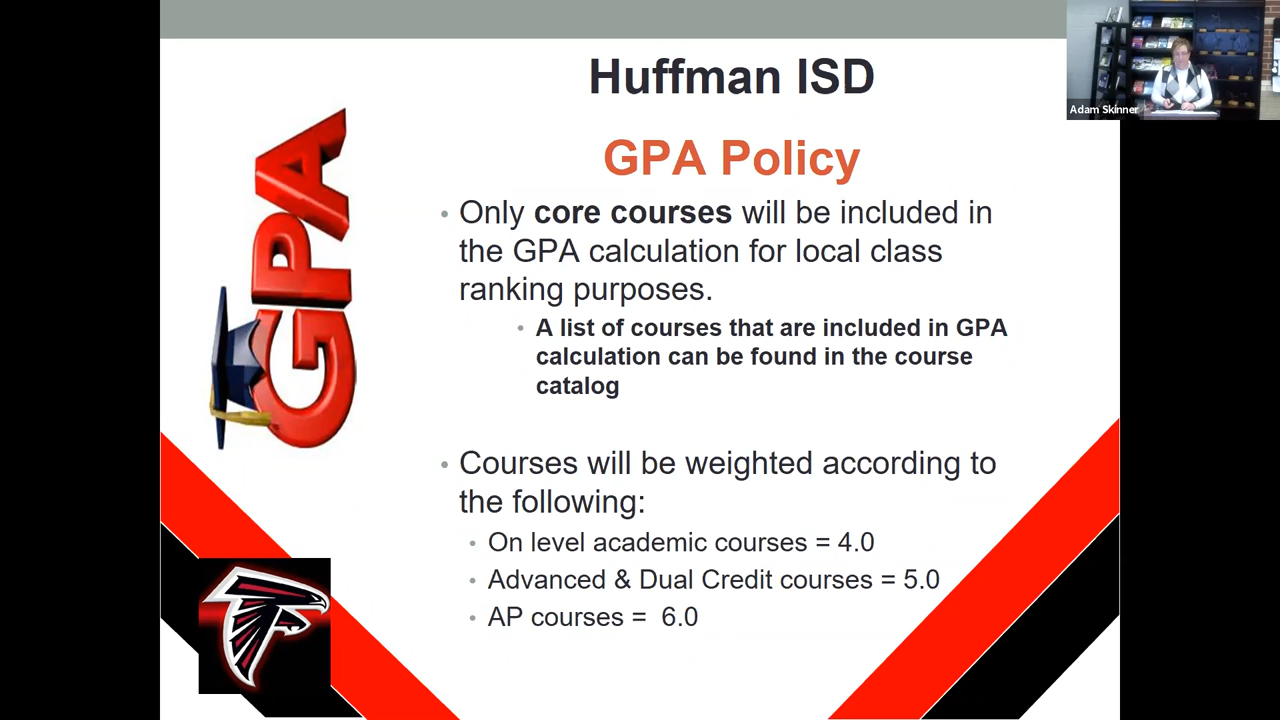 Huffman ISD
GPA Policy
GPA
• Only core courses will be included in
the GPA calculation for local class
ranking purposes.
• A list of courses that are included in GPA
calculation can be found in the course
catalog
• Courses will be weighted according to
the following:
• On level academic courses = 4.0
• Advanced & Dual Credit courses = 5.0
• AP courses =  6.0
Adam Skinner